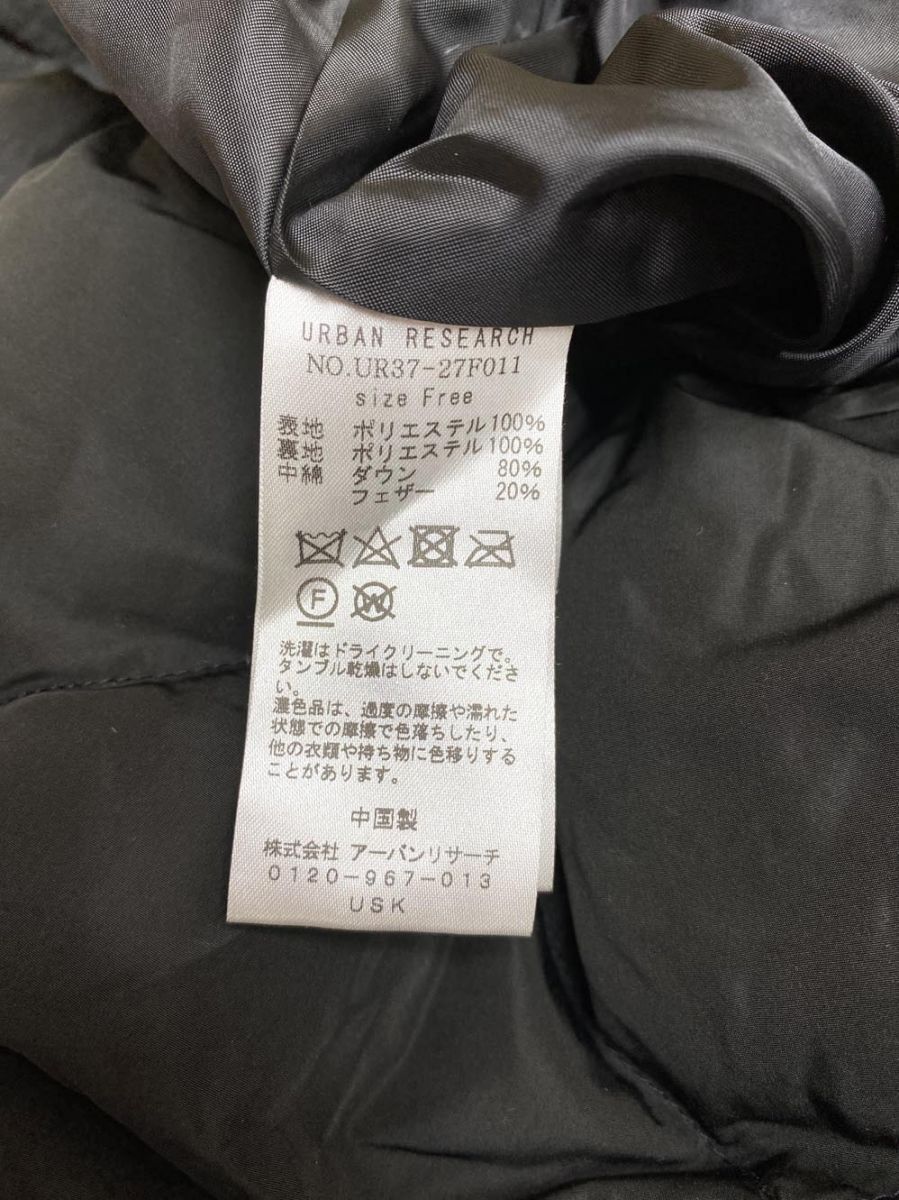 URBAN RESEARCH
NO.UR37-27F011
size Free
表地 ポリエステル 100%
裏地 ポリエステル 100%
中綿 ダウン 80%
フェザー 20%
F W
洗濯はドライクリーニングで。
タンブル乾燥はしないでくださ
い。
濃色品は、過度の摩擦や濡れた
状態での摩擦で色落ちしたり、
他の衣類や持ち物に色移りする
ことがあります。
中国製
株式会社 アーバンリサーチ
0120-967-013
USK